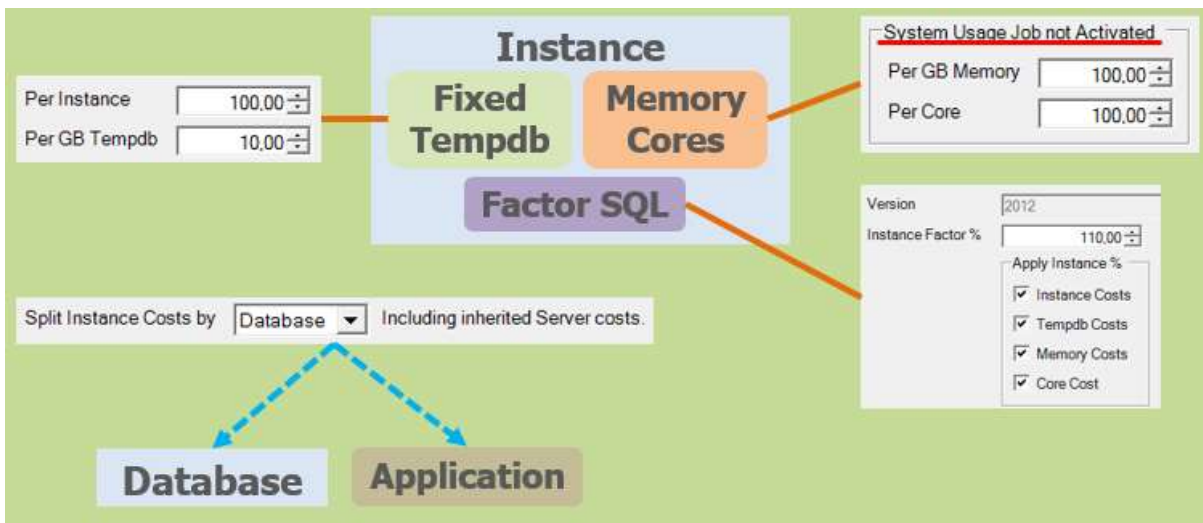 Instance
Fixed
Tempdb
Memory
Cores
Factor SQL
Per Instance 100,00
Per GB Tempdb 10,00
System Usage Job not Activated
Per GB Memory 100,00
Per Core 100,00
Version 2012
Instance Factor % 110,00
Apply Instance %
Instance Costs
Tempdb Costs
Memory Costs
Core Cost
Split Instance Costs by Database Including inherited Server costs.
Database
Application